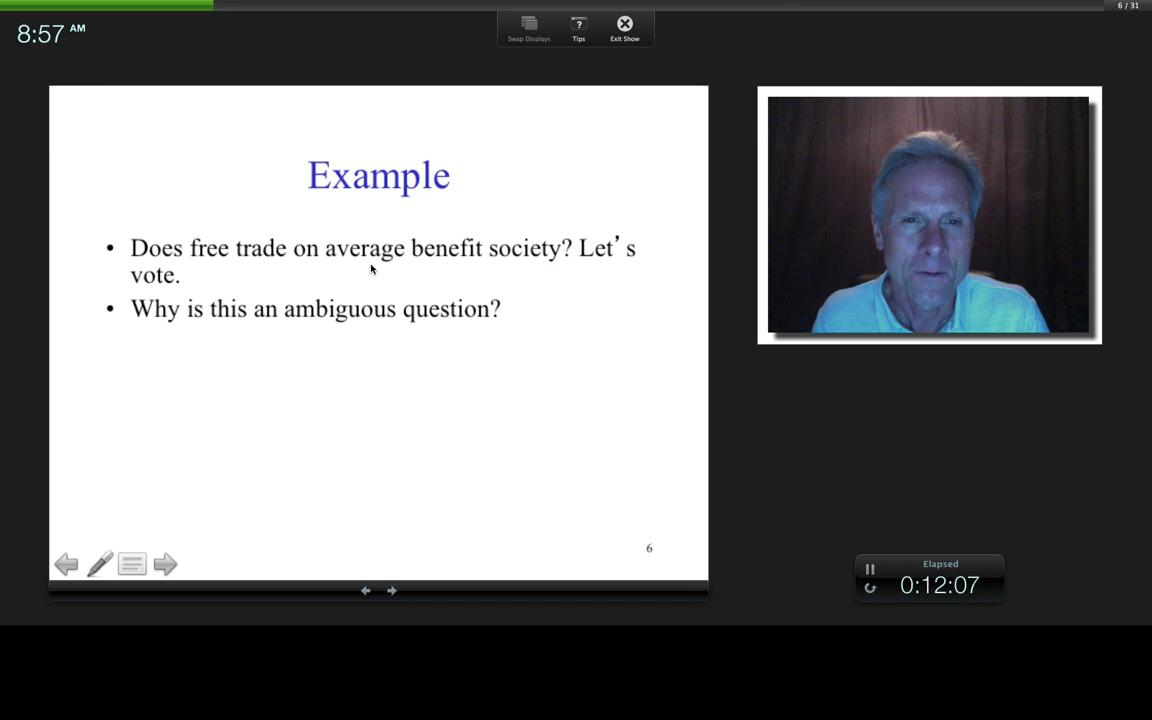 6 / 31
8:57 AM
?
Swap Displays Tips Exit Show
Example
• Does free trade on average benefit society? Let’s
vote.
• Why is this an ambiguous question?
6
Elapsed
0:12:07